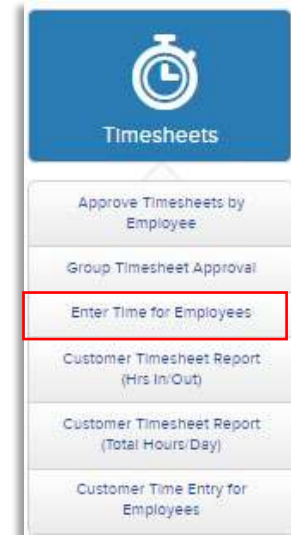 Timesheets
Approve Timesheets by
Employee
Group Timesheet Approval
Enter Time for Employees
Customer Timesheet Report
(Hrs In/Out)
Customer Timesheet Report
(Total Hours/Day)
Customer Time Entry for
Employees